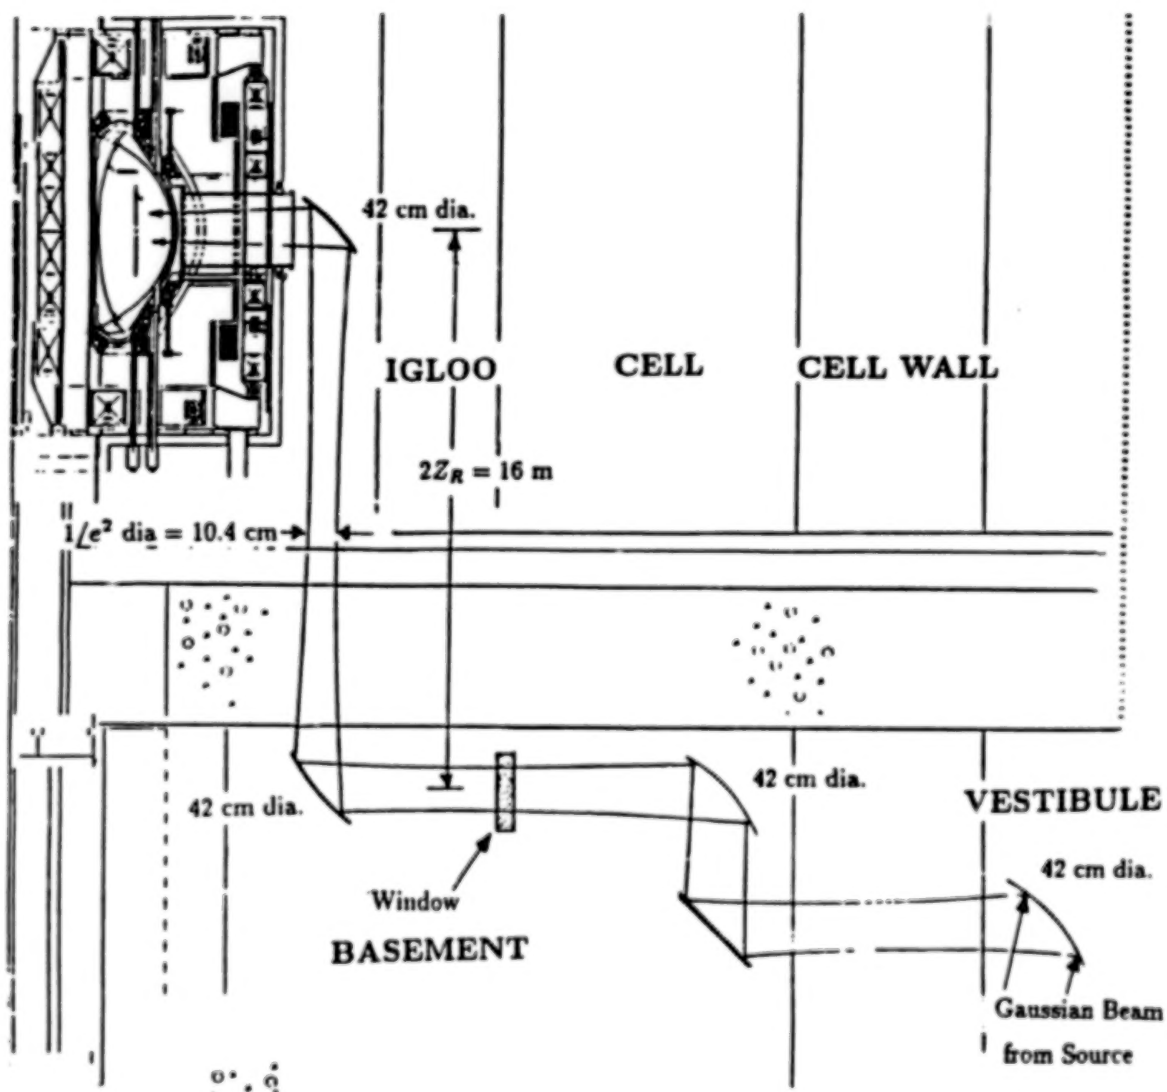 42 cm dia.
IGLOO
CELL
CELL WALL
2Z_R = 16 m
1/e² dia = 10.4 cm
42 cm dia.
42 cm dia.
VESTIBULE
42 cm dia.
Window
BASEMENT
Gaussian Beam
from Source